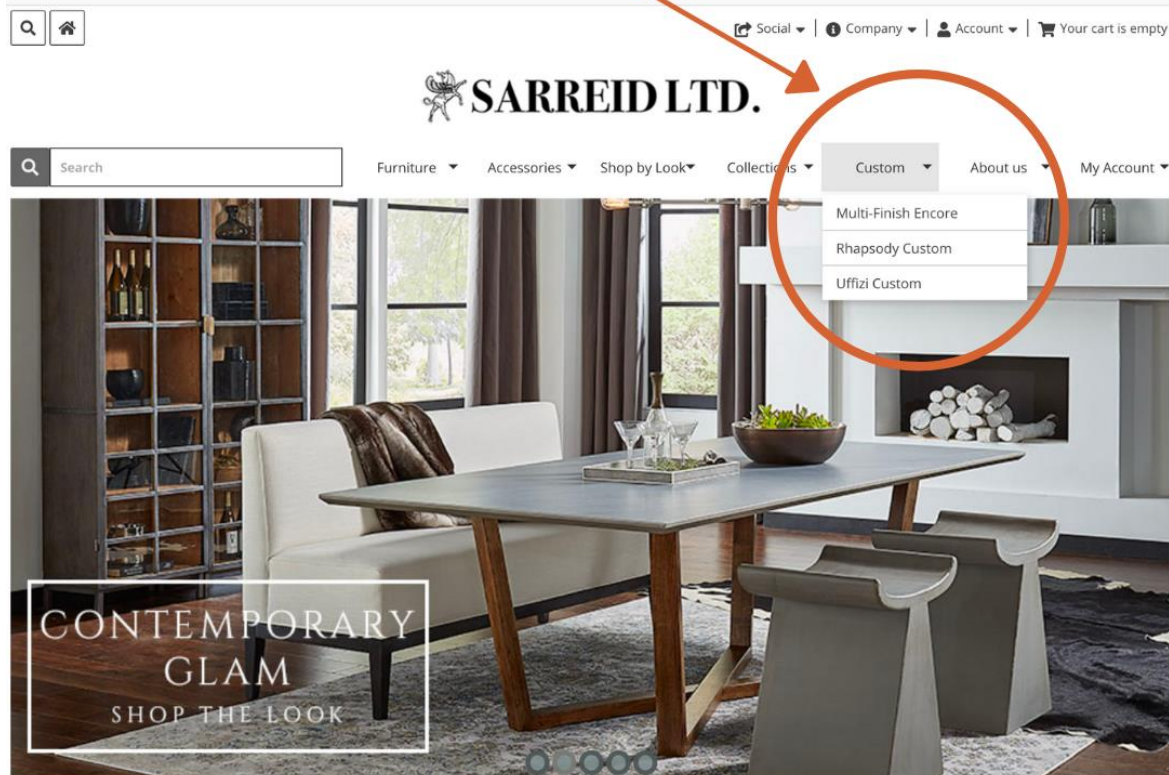 Social
Company
Account
Your cart is empty
SARREID LTD.
Search
Furniture
Accessories
Shop by Look
Collections
Custom
About us
My Account
Multi-Finish Encore
Rhapsody Custom
Uffizi Custom
CONTEMPORARY
GLAM
SHOP THE LOOK